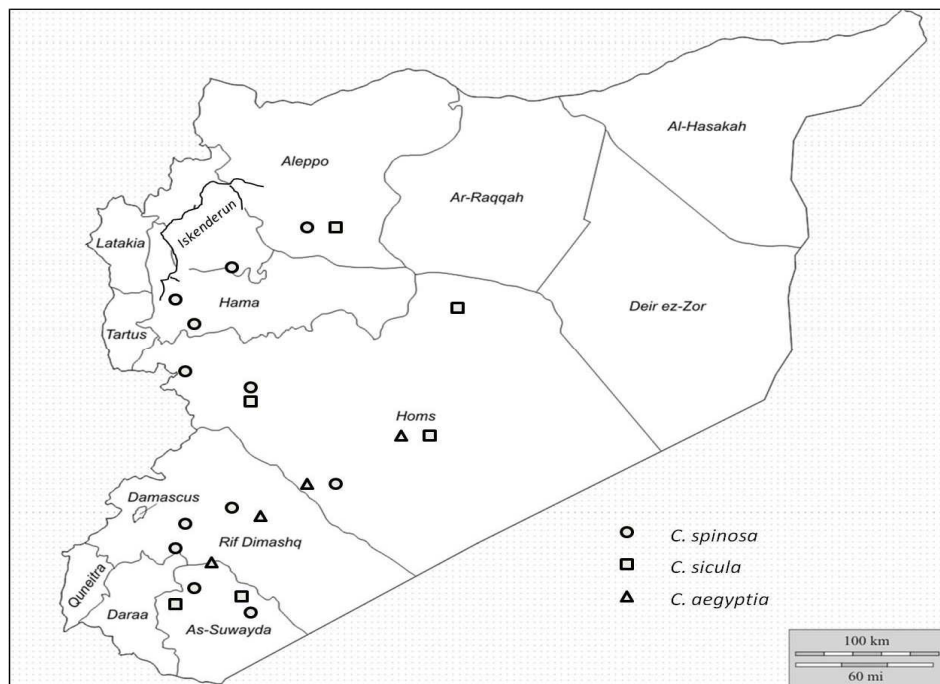 Al-Hasakah
Aleppo
Ar-Raqqah
Iskenderun
Latakia
Hama
Deir ez-Zor
Tartus
Homs
Damascus
Rif Dimashq
Quneitra
Daraa
As-Suwayda
C. spinosa
C. sicula
C. aegyptia
100 km
60 mi